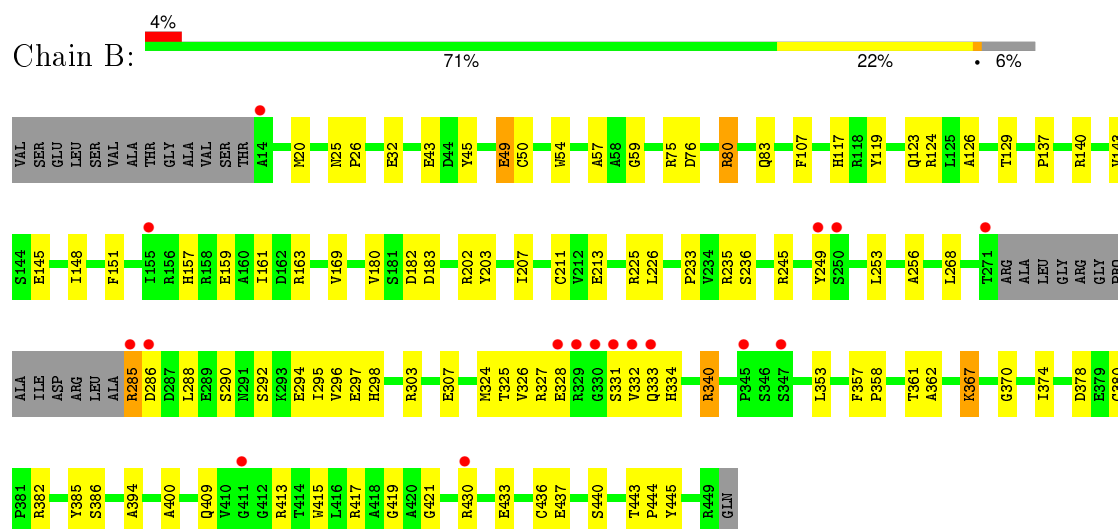 4%
Chain B:
71% 22% • 6%
VAL SER GLU LEU SER VAL ALA THR GLY ALA VAL SER THR A14 M20 N25 P26 E32 E43 D44 Y45 E49 C50 W54 A57 A58 G59 R75 D76 R80 Q83 F107 H117 R118 Y119 Q123 R124 L125 A126 T129 P137 R140 V143
S144 E145 I148 F151 I155 R156 H157 R158 E159 A160 I161 D162 R163 V169 V180 S181 D182 D183 R202 Y203 I207 C211 V212 E213 R225 L226 P233 V234 R235 S236 R245 Y249 S250 L253 A256 L268 T271 ARG ALA LEU GLY ARG GLY PRO
ALA ILE ASP ARG LEU ALA R285 D286 D287 L288 E289 S290 N291 S292 K293 E294 I295 V296 E297 H298 R303 E307 M324 T325 V326 R327 E328 R329 G330 S331 V332 Q333 H334 R340 P345 S346 S347 L353 F357 P358 T361 A362 K367 G370 I374 D378 E379 C380
P381 R382 Y385 S386 A394 A400 Q409 V410 G411 G412 R413 T414 W415 L416 R417 A418 G419 A420 G421 R430 E433 C436 E437 S440 T443 P444 Y445 R449 GLN